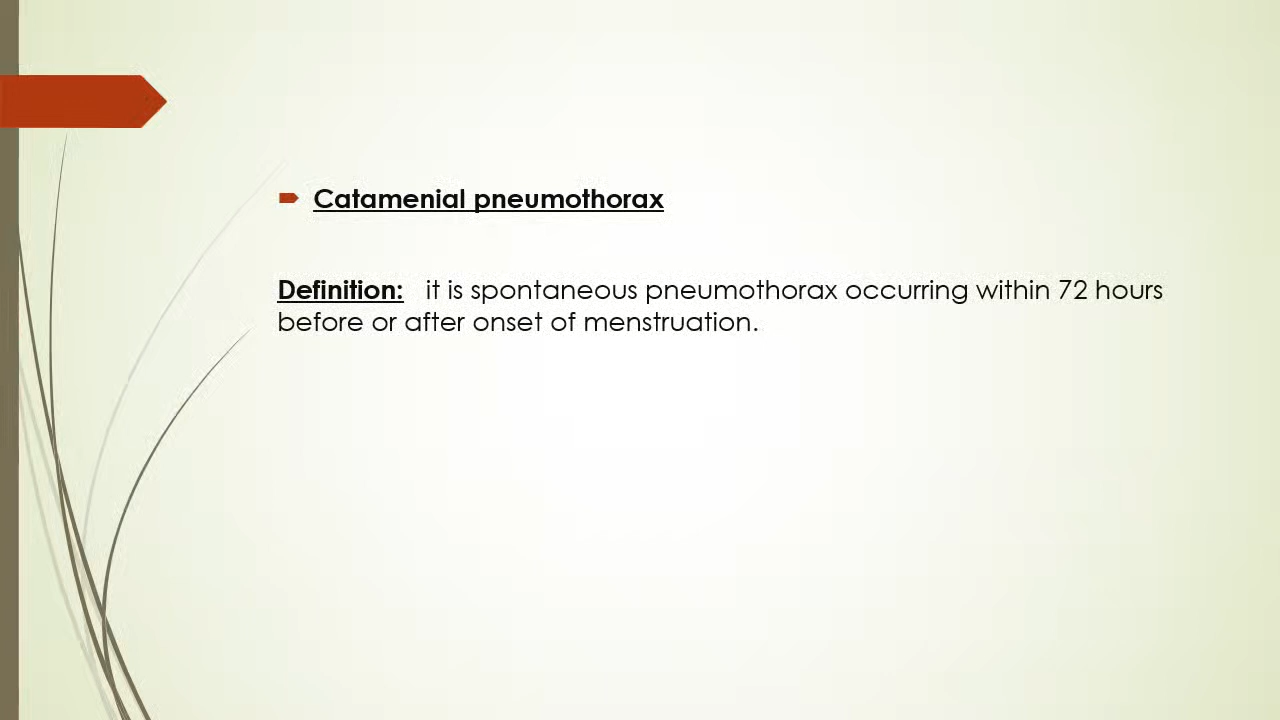 Catamenial pneumothorax
Definition: it is spontaneous pneumothorax occurring within 72 hours
before or after onset of menstruation.